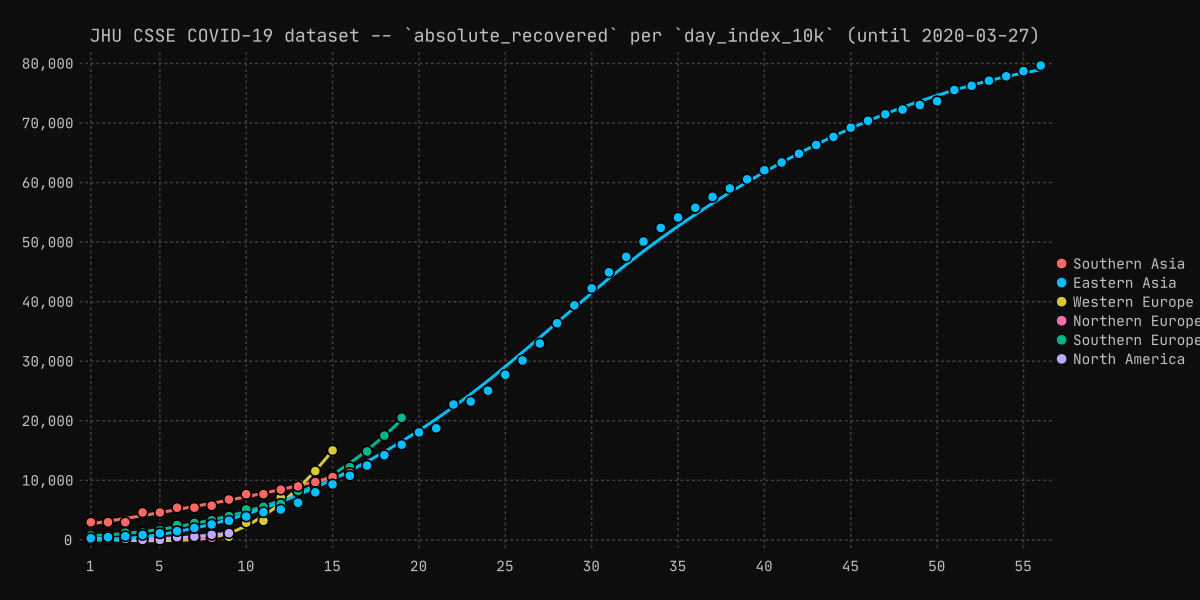 JHU CSSE COVID-19 dataset -- `absolute_recovered` per `day_index_10k` (until 2020-03-27)
80,000
70,000
60,000
50,000
40,000
30,000
20,000
10,000
0
1 5 10 15 20 25 30 35 40 45 50 55
Southern Asia
Eastern Asia
Western Europe
Northern Europe
Southern Europe
North America